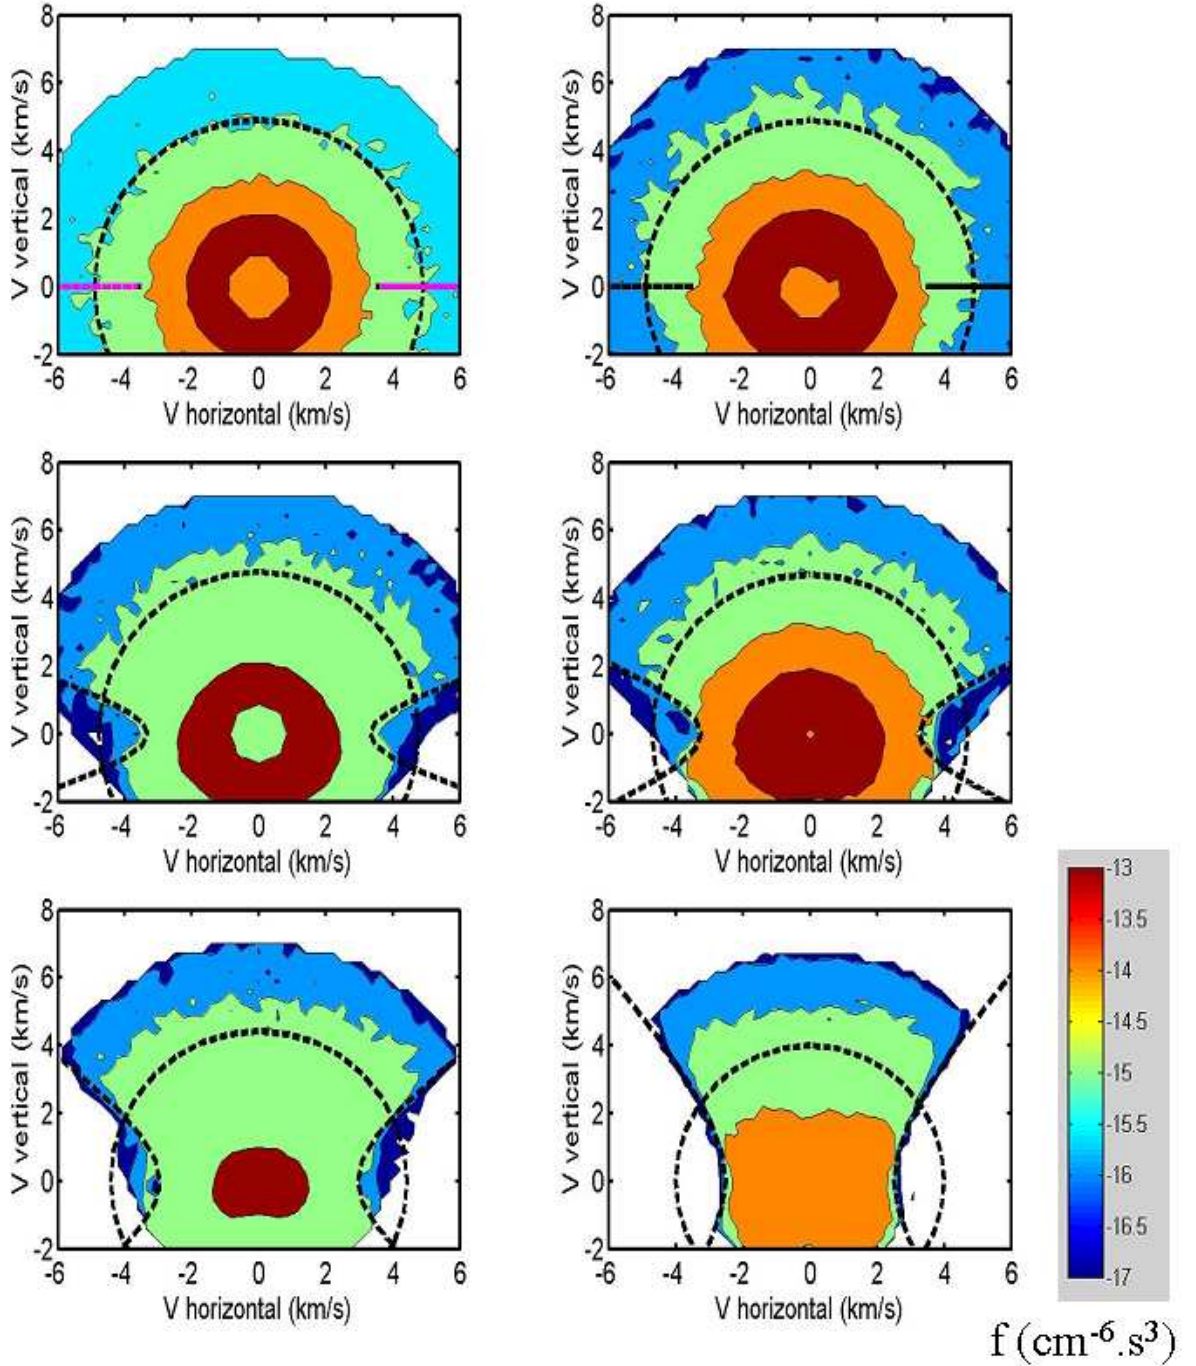 8
6
4
2
0
-2
-6 -4 -2 0 2 4 6
V horizontal (km/s)
V vertical (km/s)
8
6
4
2
0
-2
-6 -4 -2 0 2 4 6
V horizontal (km/s)
V vertical (km/s)
8
6
4
2
0
-2
-6 -4 -2 0 2 4 6
V horizontal (km/s)
V vertical (km/s)
8
6
4
2
0
-2
-6 -4 -2 0 2 4 6
V horizontal (km/s)
V vertical (km/s)
8
6
4
2
0
-2
-6 -4 -2 0 2 4 6
V horizontal (km/s)
V vertical (km/s)
8
6
4
2
0
-2
-6 -4 -2 0 2 4 6
V horizontal (km/s)
V vertical (km/s)
-13
-13.5
-14
-14.5
-15
-15.5
-16
-16.5
-17
f (cm⁻⁶.s³)